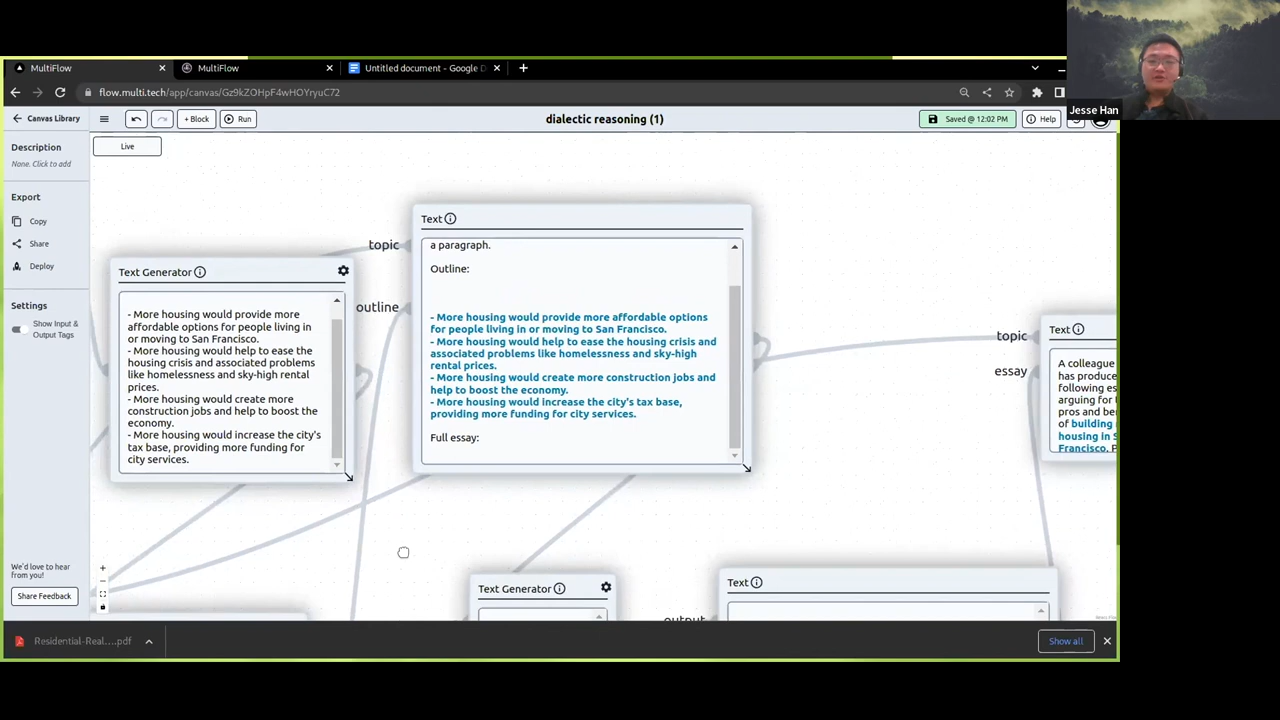 MultiFlow
MultiFlow
Untitled document - Google D
flow.multi.tech/app/canvas/Gz9kZOHpF4wHOYryuC72
Jesse Han
Canvas Library
+ Block
Run
dialectic reasoning (1)
Saved @ 12:02 PM
Help
Description
None. Click to add
Export
Copy
Share
Deploy
Settings
Show Input &
Output Tags
We'd love to hear
from you!
Share Feedback
Live
Text Generator
- More housing would provide more
affordable options for people living in
or moving to San Francisco.
- More housing would help to ease the
housing crisis and associated problems
like homelessness and sky-high rental
prices.
- More housing would create more
construction jobs and help to boost the
economy.
- More housing would increase the city's
tax base, providing more funding for
city services.
topic
outline
Text
a paragraph.
Outline:
- More housing would provide more affordable options
for people living in or moving to San Francisco.
- More housing would help to ease the housing crisis and
associated problems like homelessness and sky-high
rental prices.
- More housing would create more construction jobs and
help to boost the economy.
- More housing would increase the city's tax base,
providing more funding for city services.
Full essay:
topic
essay
Text
A colleague
has produce
following es
arguing for
pros and be
of building
housing in S
Francisco. P
Text Generator
output
Text
Residential-Real....pdf
Show all